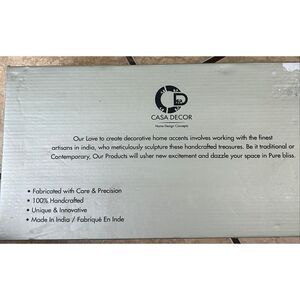 CASA DECOR
Home Design Concepts
Our Love to create decorative home accents involves working with the finest
artisans in india, who meticulously sculpture these handcrafted treasures. Be it traditional or
Contemporary, Our Products will usher new excitement and dazzle your space in Pure bliss.
• Fabricated with Care & Precision
• 100% Handcrafted
• Unique & Innovative
• Made In India / Fabriqué En Inde